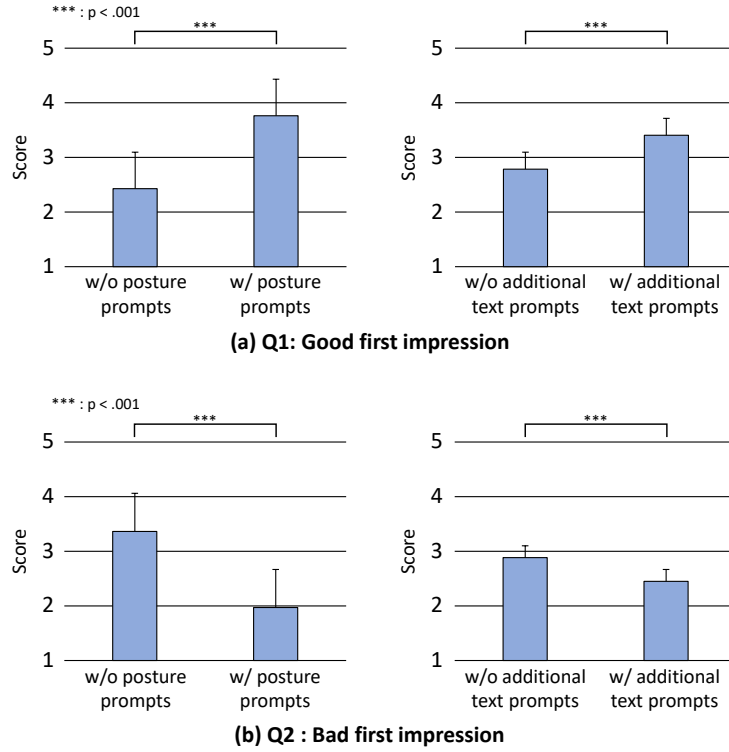 *** : p < .001
***
***
5
4
3
2
1
Score
w/o posture
prompts
w/ posture
prompts
5
4
3
2
1
Score
w/o additional
text prompts
w/ additional
text prompts
(a) Q1: Good first impression
*** : p < .001
***
***
5
4
3
2
1
Score
w/o posture
prompts
w/ posture
prompts
5
4
3
2
1
Score
w/o additional
text prompts
w/ additional
text prompts
(b) Q2 : Bad first impression